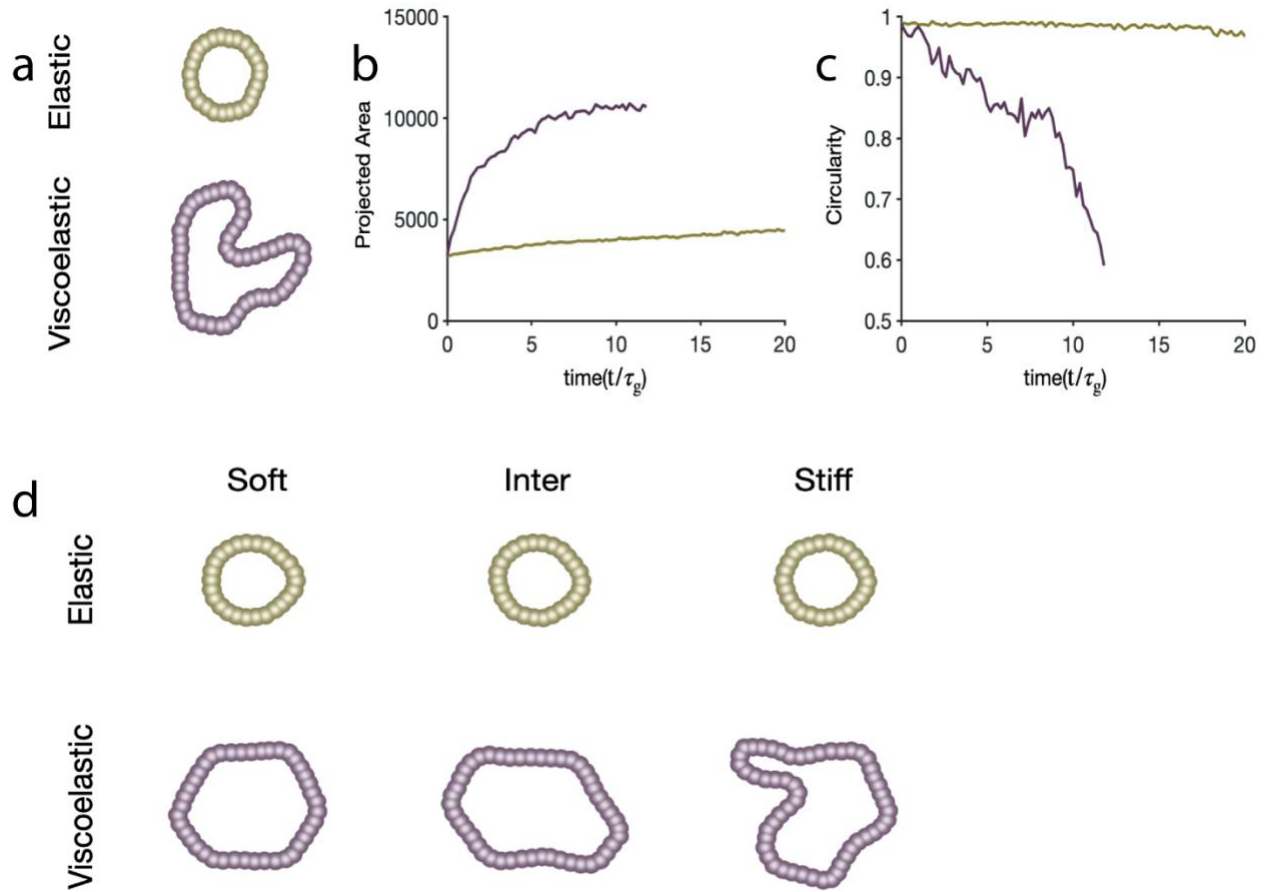 a
Elastic
Viscoelastic
b
Projected Area
15000
10000
5000
0
0 5 10 15 20
time(t/τg)
c
Circularity
1
0.9
0.8
0.7
0.6
0.5
0 5 10 15 20
time(t/τg)
d
Soft Inter Stiff
Elastic
Viscoelastic